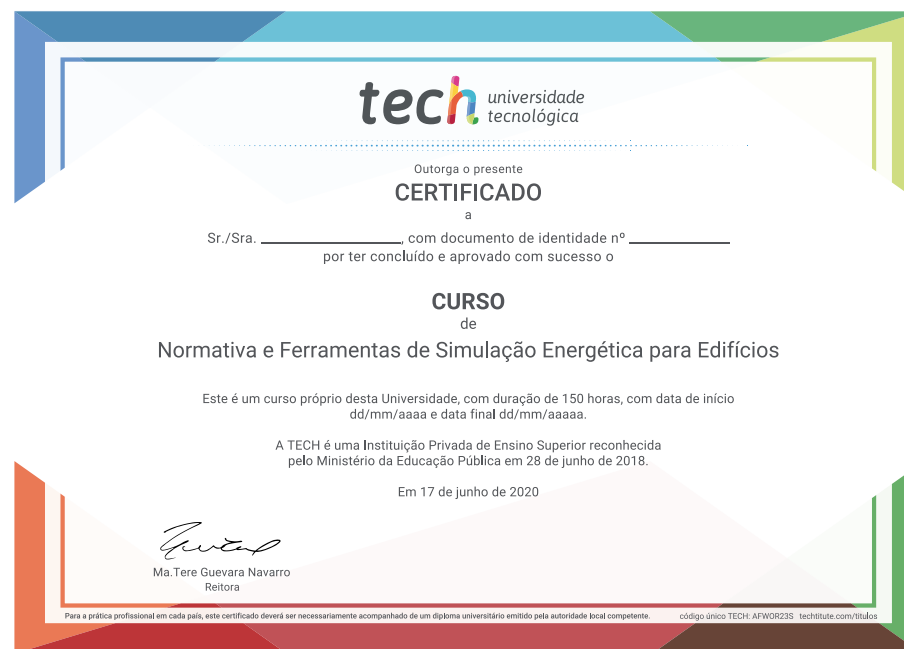 tech universidade
tecnológica
Outorga o presente
CERTIFICADO
a
Sr./Sra. ____________________, com documento de identidade nº ______________
por ter concluído e aprovado com sucesso o
CURSO
de
Normativa e Ferramentas de Simulação Energética para Edifícios
Este é um curso próprio desta Universidade, com duração de 150 horas, com data de início
dd/mm/aaaa e data final dd/mm/aaaaa.
A TECH é uma Instituição Privada de Ensino Superior reconhecida
pelo Ministério da Educação Pública em 28 de junho de 2018.
Em 17 de junho de 2020
Ma.Tere Guevara Navarro
Reitora
Para a prática profissional em cada país, este certificado deverá ser necessariamente acompanhado de um diploma universitário emitido pela autoridade local competente. código único TECH: AFWOR23S techtitute.com/titulos